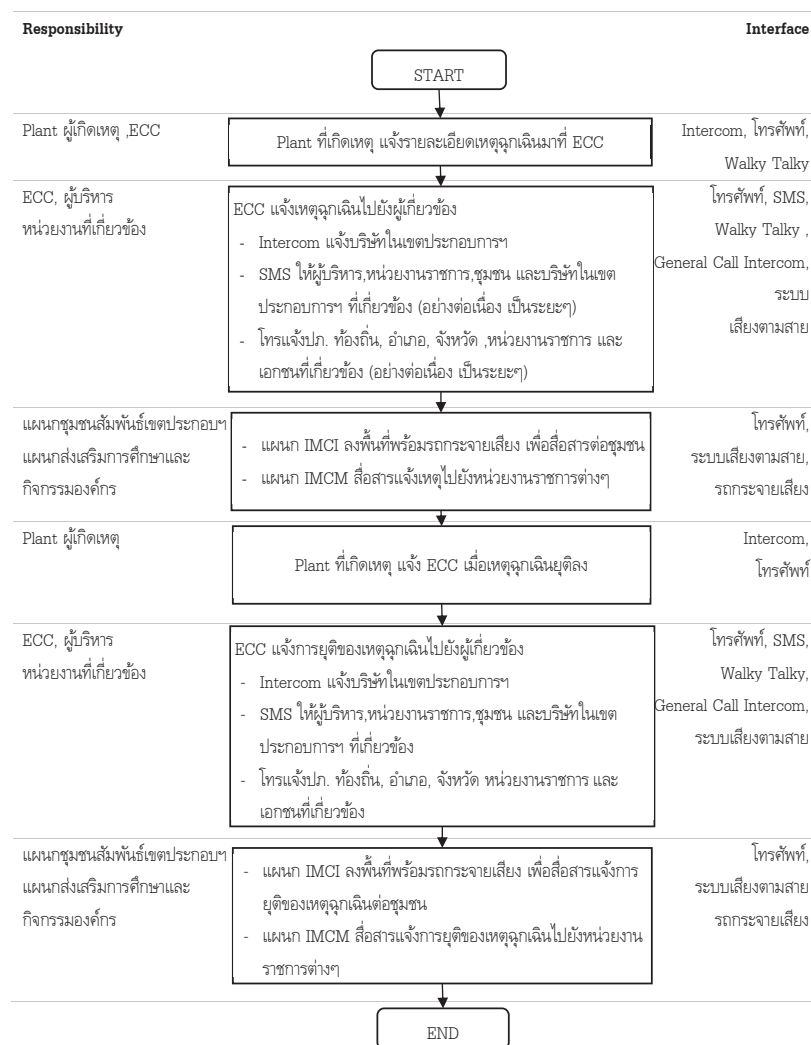 Responsibility
Interface
START
Plant ผู้เกิดเหตุ ,ECC
Plant ที่เกิดเหตุ แจ้งรายละเอียดเหตุฉุกเฉินมาที่ ECC
Intercom, โทรศัพท์,
Walky Talky
ECC, ผู้บริหาร
หน่วยงานที่เกี่ยวข้อง
ECC แจ้งเหตุฉุกเฉินไปยังผู้เกี่ยวข้อง
- Intercom แจ้งบริษัทในเขตประกอบการฯ
- SMS ให้ผู้บริหาร,หน่วยงานราชการ,ชุมชน และบริษัทในเขต
ประกอบการฯ ที่เกี่ยวข้อง (อย่างต่อเนื่อง เป็นระยะๆ)
- โทรแจ้งปภ. ท้องถิ่น, อำเภอ, จังหวัด ,หน่วยงานราชการ และ
เอกชนที่เกี่ยวข้อง (อย่างต่อเนื่อง เป็นระยะๆ)
โทรศัพท์, SMS,
Walky Talky ,
General Call Intercom,
ระบบ
เสียงตามสาย
แผนกชุมชนสัมพันธ์เขตประกอบฯ
แผนกส่งเสริมการศึกษาและ
กิจกรรมองค์กร
- แผนก IMCI ลงพื้นที่พร้อมรถกระจายเสียง เพื่อสื่อสารต่อชุมชน
- แผนก IMCM สื่อสารแจ้งเหตุไปยังหน่วยงานราชการต่างๆ
โทรศัพท์,
ระบบเสียงตามสาย,
รถกระจายเสียง
Plant ผู้เกิดเหตุ
Plant ที่เกิดเหตุ แจ้ง ECC เมื่อเหตุฉุกเฉินยุติลง
Intercom,
โทรศัพท์
ECC, ผู้บริหาร
หน่วยงานที่เกี่ยวข้อง
ECC แจ้งการยุติของเหตุฉุกเฉินไปยังผู้เกี่ยวข้อง
- Intercom แจ้งบริษัทในเขตประกอบการฯ
- SMS ให้ผู้บริหาร,หน่วยงานราชการ,ชุมชน และบริษัทในเขต
ประกอบการฯ ที่เกี่ยวข้อง
- โทรแจ้งปภ. ท้องถิ่น, อำเภอ, จังหวัด หน่วยงานราชการ และ
เอกชนที่เกี่ยวข้อง
โทรศัพท์, SMS,
Walky Talky,
General Call Intercom,
ระบบเสียงตามสาย
แผนกชุมชนสัมพันธ์เขตประกอบฯ
แผนกส่งเสริมการศึกษาและ
กิจกรรมองค์กร
- แผนก IMCI ลงพื้นที่พร้อมรถกระจายเสียง เพื่อสื่อสารแจ้งการ
ยุติของเหตุฉุกเฉินต่อชุมชน
- แผนก IMCM สื่อสารแจ้งการยุติของเหตุฉุกเฉินไปยังหน่วยงาน
ราชการต่างๆ
โทรศัพท์,
ระบบเสียงตามสาย
รถกระจายเสียง
END